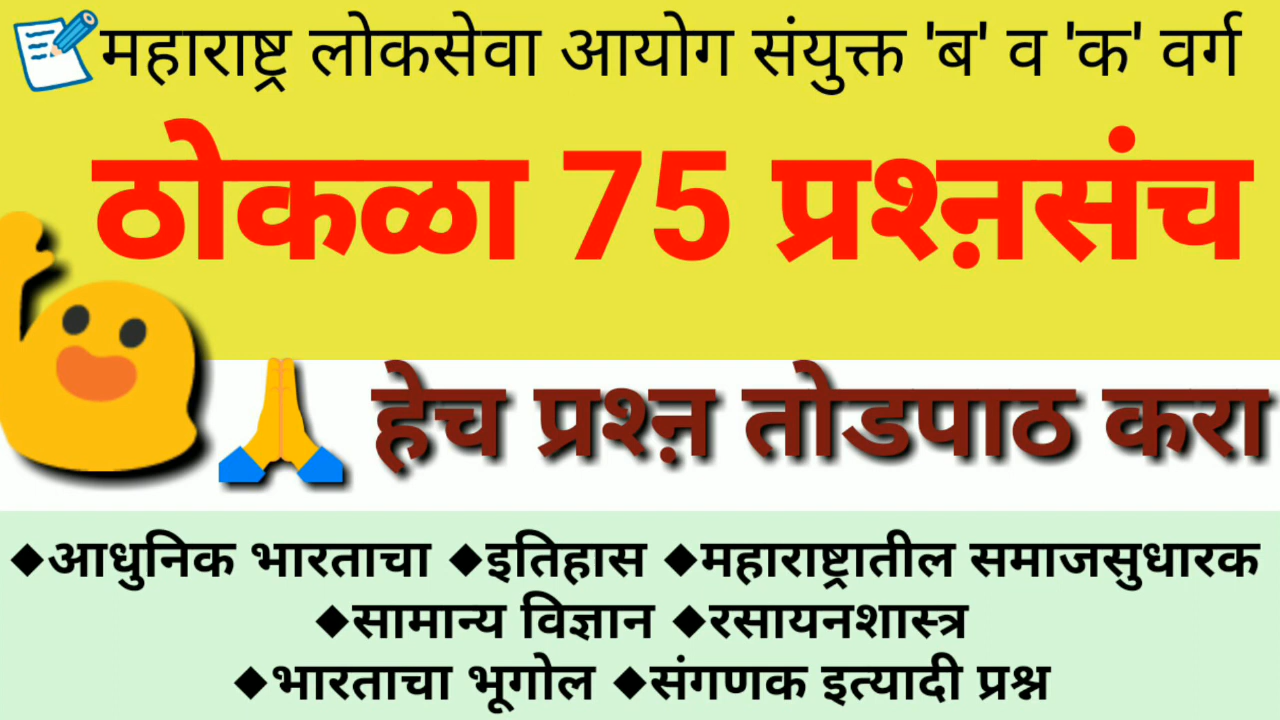 महाराष्ट्र लोकसेवा आयोग संयुक्त 'ब' व 'क' वर्ग
ठोकळा 75 प्रश्ऩसंच
हेच प्रश्ऩ तोडपाठ करा
◆आधुनिक भारताचा ◆इतिहास ◆महाराष्ट्रातील समाजसुधारक
◆सामान्य विज्ञान ◆रसायनशास्त्र
◆भारताचा भूगोल ◆संगणक इत्यादी प्रश्न